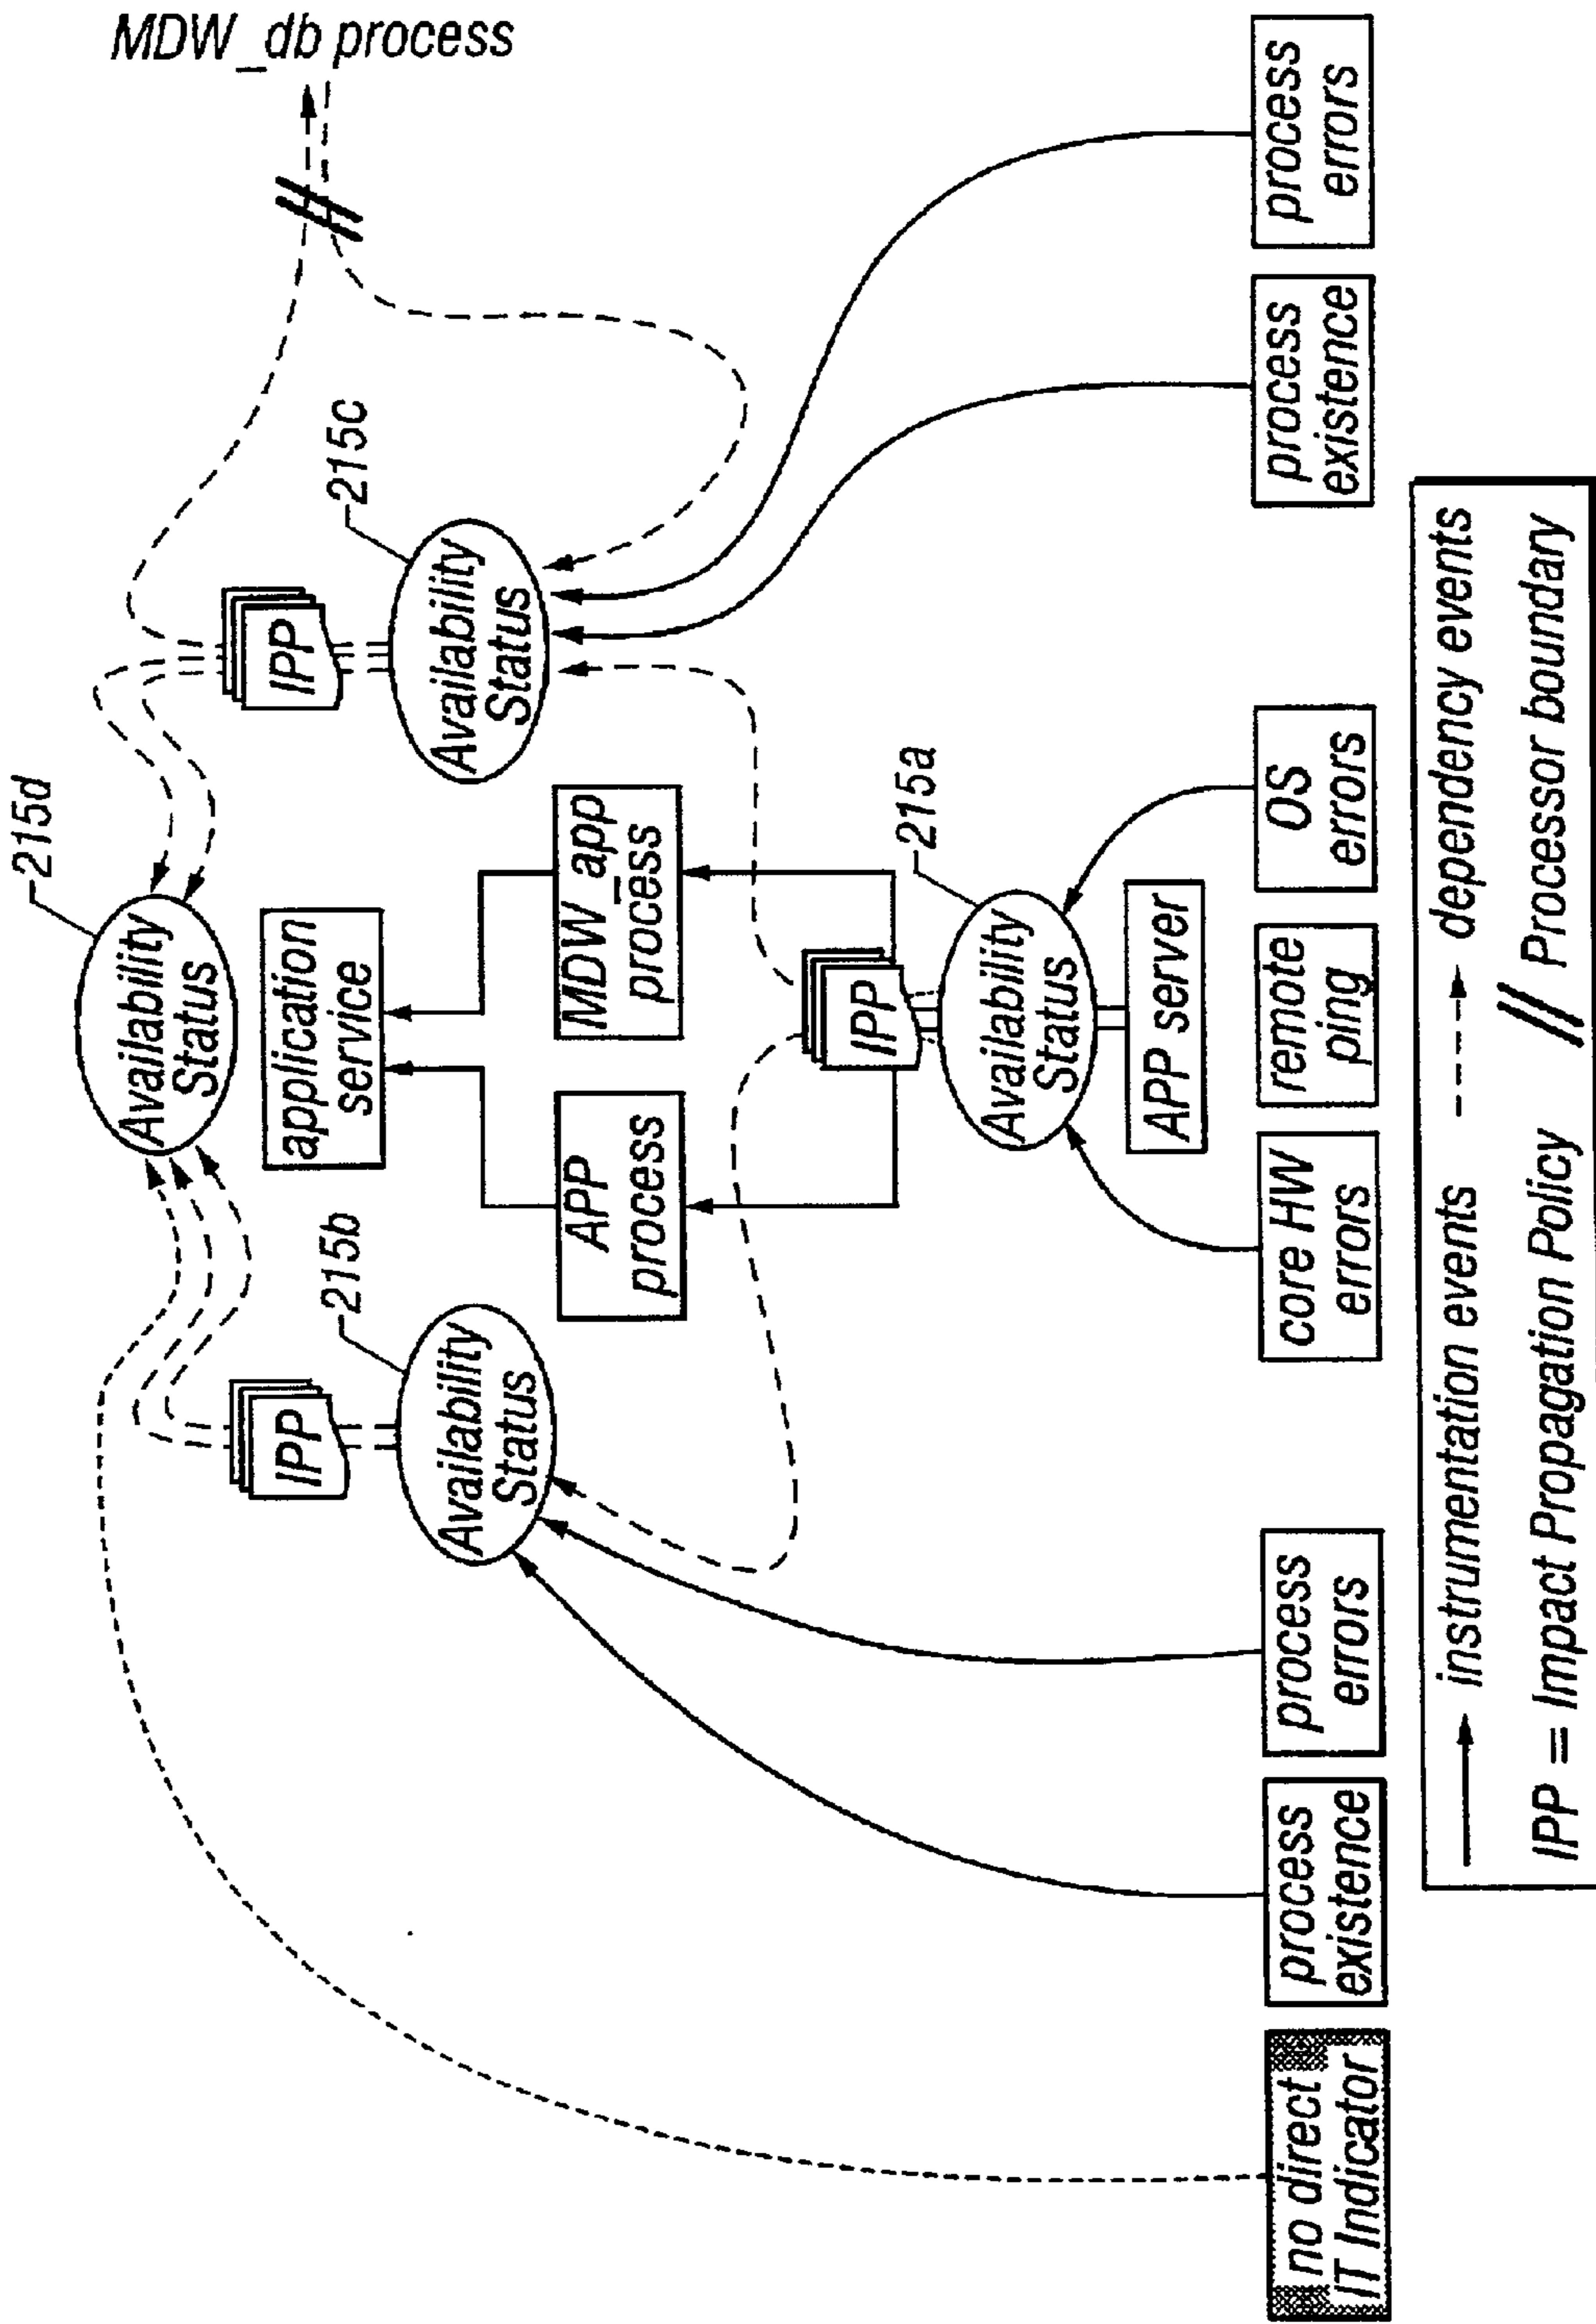 MDW_db process
215d
Availability
Status
application
service
215b
IPP
Availability
Status
215c
IPP
Availability
Status
APP
process
MDW_app
process
IPP
215a
Availability
Status
APP server
no direct
IT Indicator
process
existence
process
errors
core HW
errors
remote
ping
OS
errors
process
existence
process
errors
instrumentation events
dependency events
IPP = Impact Propagation Policy
// Processor boundary